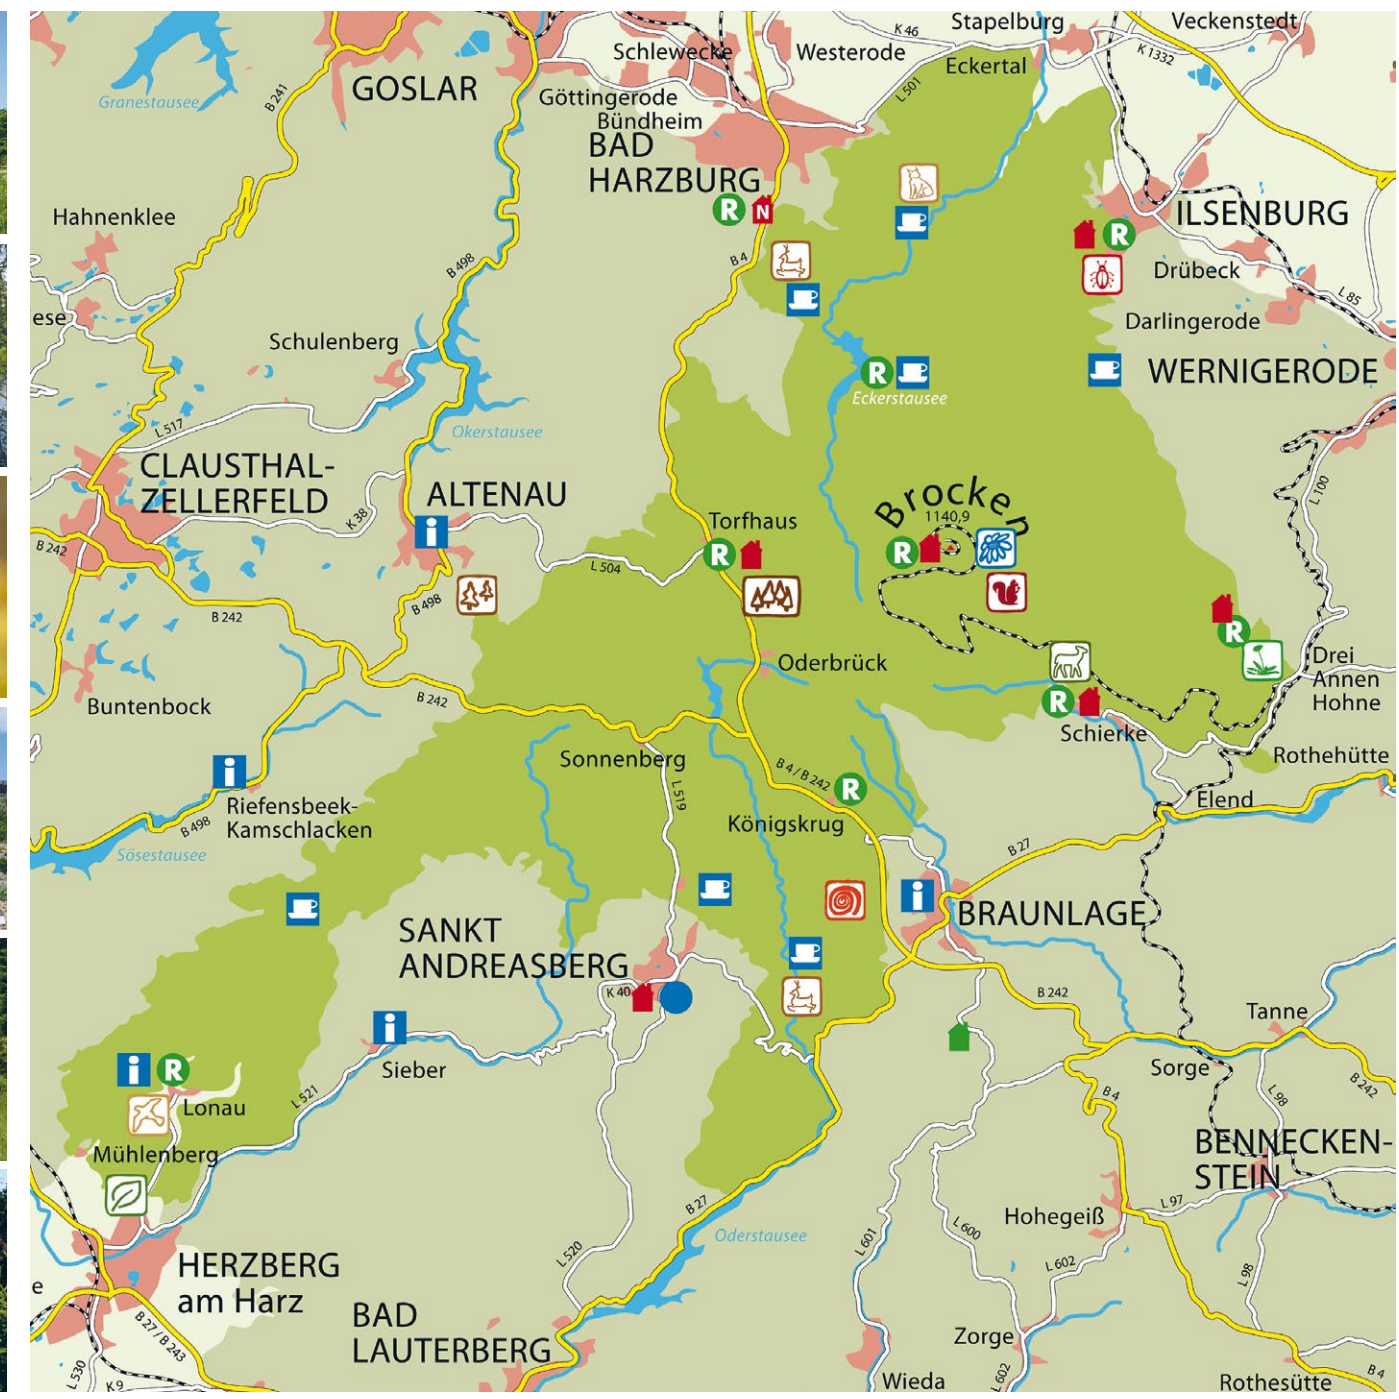 Stapelburg
Veckenstedt
K 46
Schlewecke
Westerode
K 1332
Eckertal
Granestausee
B 241
GOSLAR
L 501
Göttingerode
Bündheim
BAD
HARZBURG
R
N
Hahnenklee
ILSENBURG
R
B 498
B 4
Drübeck
L 85
ese
Darlingerode
Schulenberg
WERNIGERODE
R
Eckerstausee
L 517
Okerstausee
CLAUSTHAL-
ZELLERFELD
ALTENAU
Brocken
1140,9
L 100
K 38
i
Torfhaus
R
R
B 242
L 504
B 498
B 242
R
Oderbrück
Drei
Annen
Hohne
B 242
Buntenbock
R
Schierke
Sonnenberg
Rothehütte
i
B 4 / B 242
R
L 519
Elend
Riefensbeek-
Kamschlacken
B 498
Königskrug
Sösestausee
B 27
i
BRAUNLAGE
SANKT
ANDREASBERG
K 40
B 242
Tanne
i
Sieber
Sorge
i
R
B 242
L 98
L 521
B 4
Lonau
Mühlenberg
BENNECKEN-
STEIN
L 97
B 27
Hohegeiß
Oderstausee
L 600
L 601
L 520
L 602
HERZBERG
am Harz
L 98
e
BAD
LAUTERBERG
B 27 / B 243
Zorge
L 530
K 9
L 602
Wieda
Rothesütte
B 4